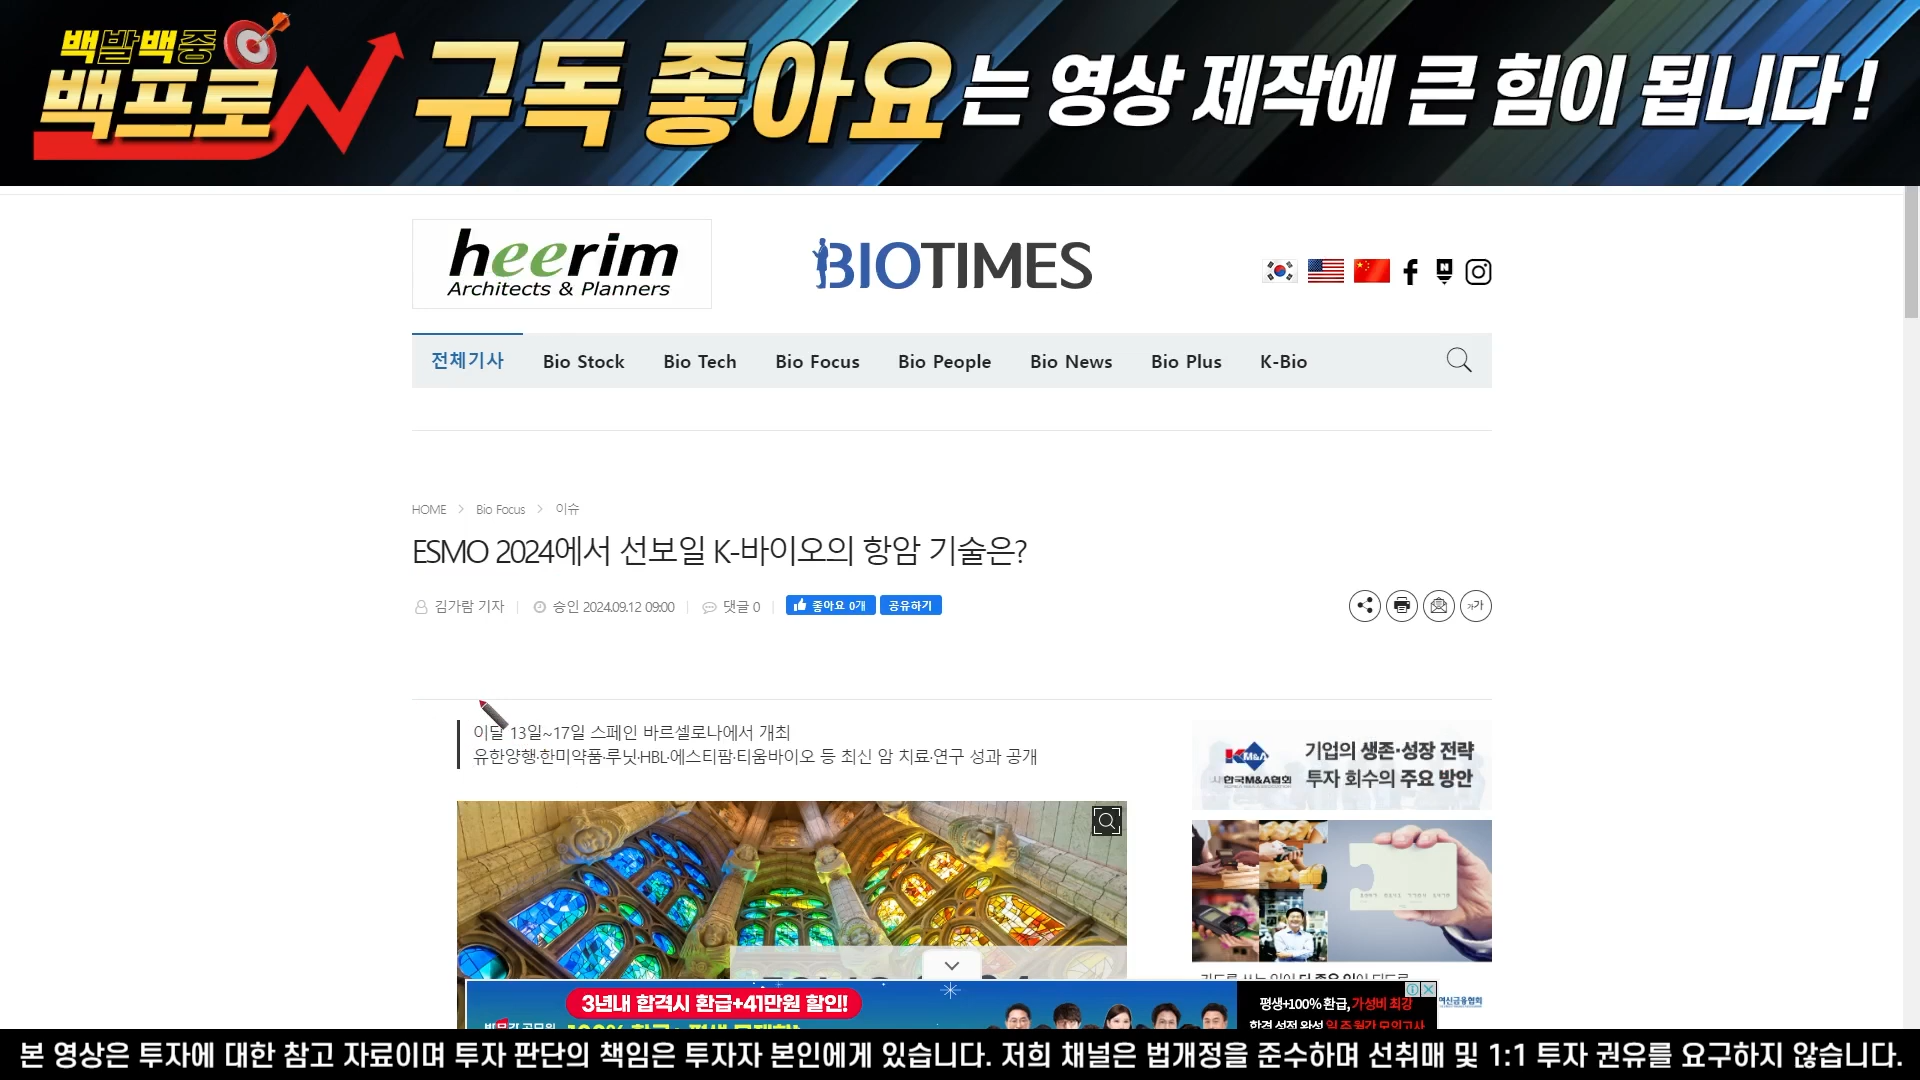 백발백중
백프로
구독 좋아요는 영상 제작에 큰 힘이 됩니다!
heerim
Architects & Planners
BIOTIMES
전체기사 Bio Stock Bio Tech Bio Focus Bio People Bio News Bio Plus K-Bio
HOME > Bio Focus > 이슈
ESMO 2024에서 선보일 K-바이오의 항암 기술은?
김가람 기자 | 승인 2024.09.12 09:00 | 댓글 0 | 좋아요 0개 공유하기
가가
이달 13일~17일 스페인 바르셀로나에서 개최
유한양행·한미약품·루닛·HBL·에스티팜·티움바이오 등 최신 암 치료·연구 성과 공개
K M&A
한국M&A협회
기업의 생존·성장 전략
투자 회수의 주요 방안
여신금융협회
3년내 합격시 환급+41만원 할인!
평생+100% 환급, 가성비 최강
본 영상은 투자에 대한 참고 자료이며 투자 판단의 책임은 투자자 본인에게 있습니다. 저희 채널은 법개정을 준수하며 선취매 및 1:1 투자 권유를 요구하지 않습니다.